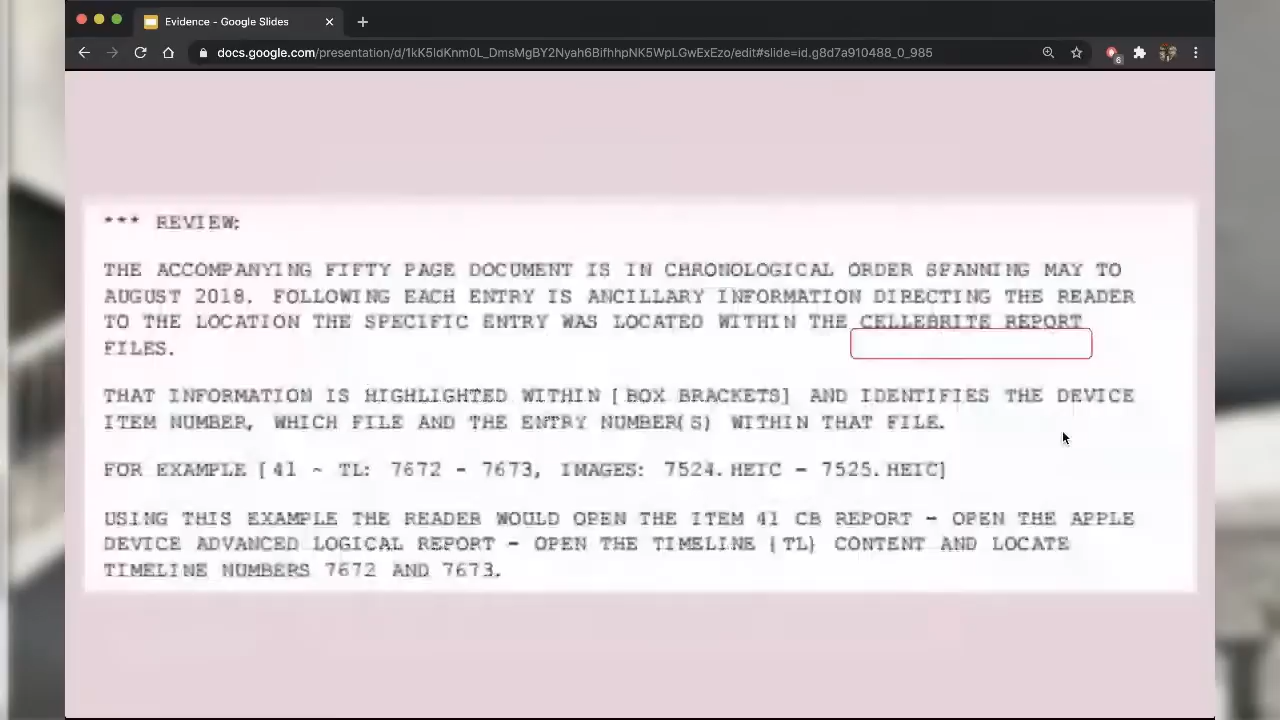 Evidence - Google Slides
docs.google.com/presentation/d/1kK5ldKnm0L_DmsMgBY2Nyah6BifhhpNK5WpLGwExEzo/edit#slide=id.g8d7a910488_0_985
6
*** REVIEW:
THE ACCOMPANYING FIFTY PAGE DOCUMENT IS IN CHRONOLOGICAL ORDER SPANNING MAY TO
AUGUST 2018. FOLLOWING EACH ENTRY IS ANCILLARY INFORMATION DIRECTING THE READER
TO THE LOCATION THE SPECIFIC ENTRY WAS LOCATED WITHIN THE CELLEBRITE REPORT
FILES.
THAT INFORMATION IS HIGHLIGHTED WITHIN [BOX BRACKETS] AND IDENTIFIES THE DEVICE
ITEM NUMBER, WHICH FILE AND THE ENTRY NUMBER(S) WITHIN THAT FILE.
FOR EXAMPLE [41 ~ TL: 7672 - 7673, IMAGES: 7524.HEIC - 7525.HEIC]
USING THIS EXAMPLE THE READER WOULD OPEN THE ITEM 41 CB REPORT - OPEN THE APPLE
DEVICE ADVANCED LOGICAL REPORT - OPEN THE TIMELINE (TL) CONTENT AND LOCATE
TIMELINE NUMBERS 7672 AND 7673.